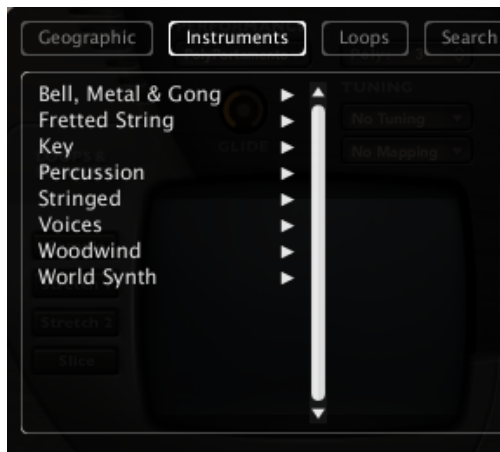 Geographic
Instruments
Loops
Search
TUNING
No Tuning
GLIDE
No Mapping
Bell, Metal & Gong
Fretted String
Key
Percussion
Stringed
Voices
Woodwind
World Synth
Stretch 2
Slice